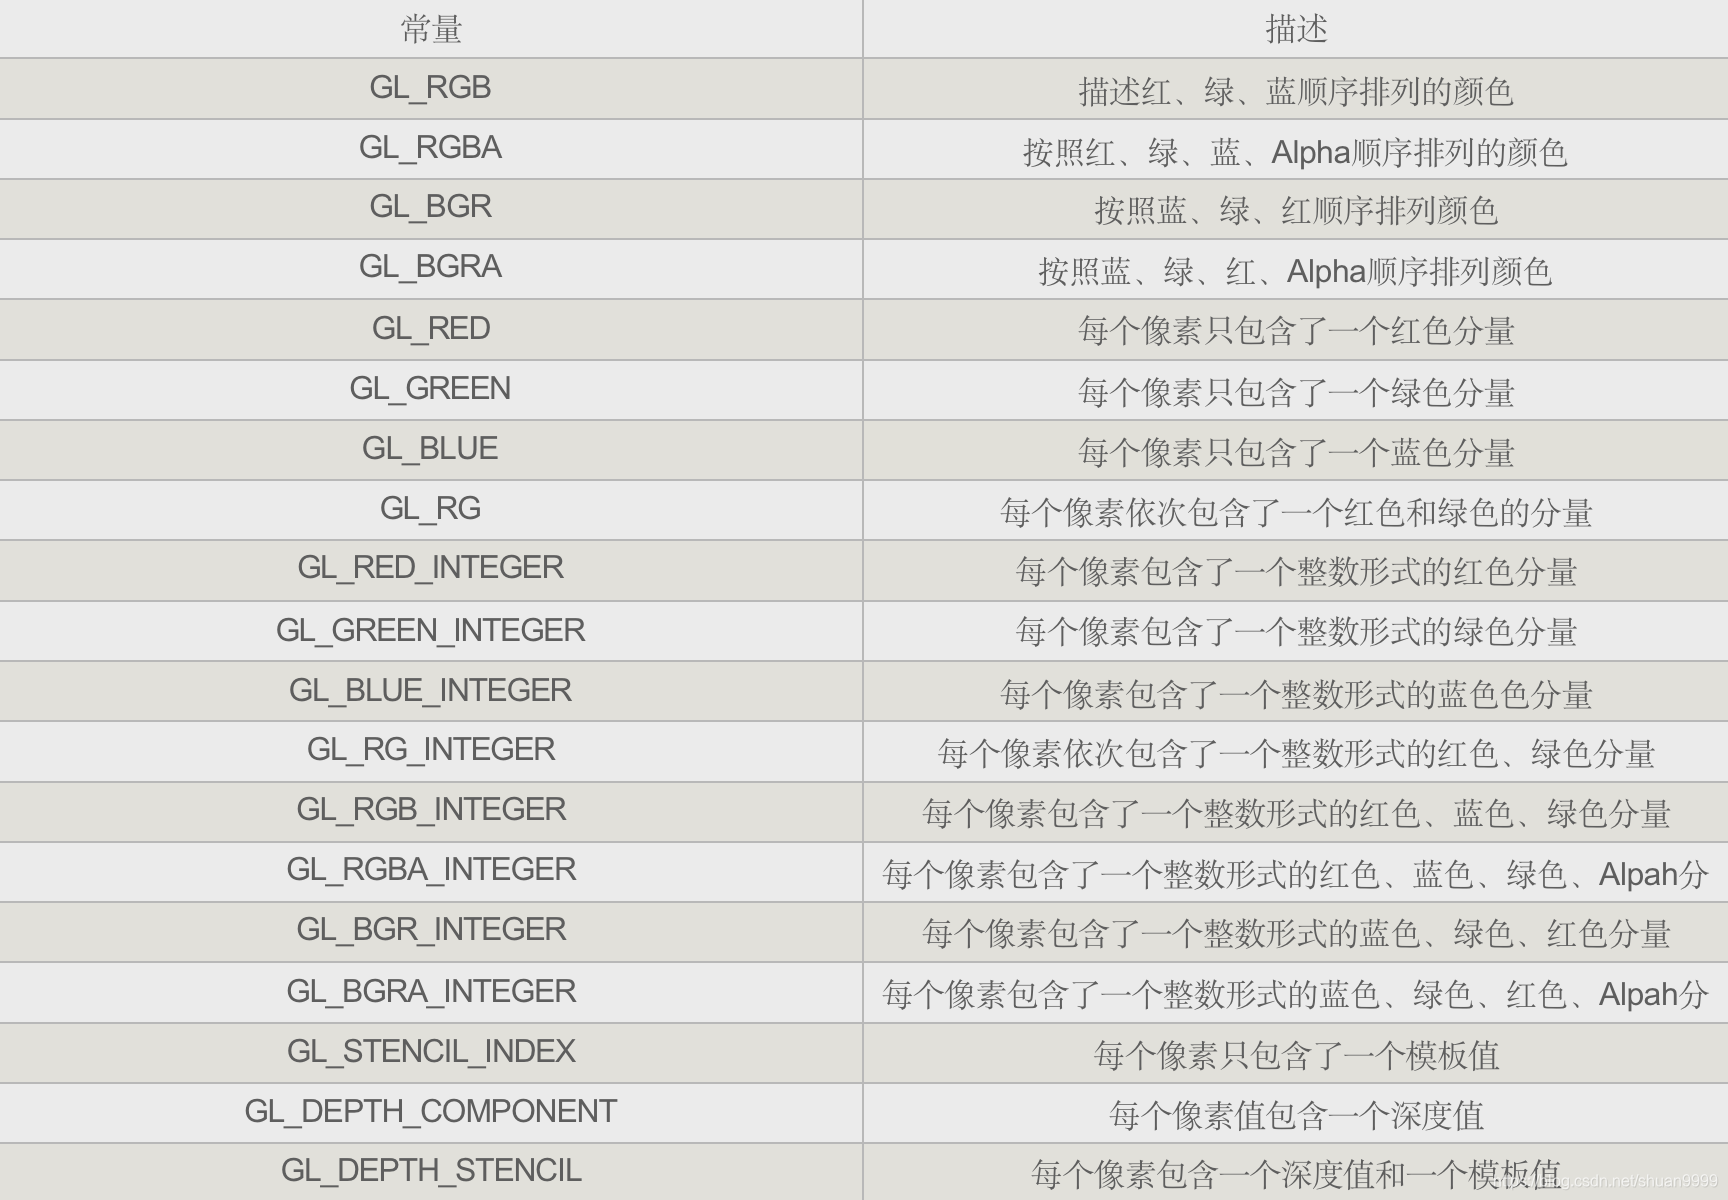 常量 描述
GL_RGB 描述红、绿、蓝顺序排列的颜色
GL_RGBA 按照红、绿、蓝、Alpha顺序排列的颜色
GL_BGR 按照蓝、绿、红顺序排列颜色
GL_BGRA 按照蓝、绿、红、Alpha顺序排列颜色
GL_RED 每个像素只包含了一个红色分量
GL_GREEN 每个像素只包含了一个绿色分量
GL_BLUE 每个像素只包含了一个蓝色分量
GL_RG 每个像素依次包含了一个红色和绿色的分量
GL_RED_INTEGER 每个像素包含了一个整数形式的红色分量
GL_GREEN_INTEGER 每个像素包含了一个整数形式的绿色分量
GL_BLUE_INTEGER 每个像素包含了一个整数形式的蓝色色分量
GL_RG_INTEGER 每个像素依次包含了一个整数形式的红色、绿色分量
GL_RGB_INTEGER 每个像素包含了一个整数形式的红色、蓝色、绿色分量
GL_RGBA_INTEGER 每个像素包含了一个整数形式的红色、蓝色、绿色、Alpah分
GL_BGR_INTEGER 每个像素包含了一个整数形式的蓝色、绿色、红色分量
GL_BGRA_INTEGER 每个像素包含了一个整数形式的蓝色、绿色、红色、Alpah分
GL_STENCIL_INDEX 每个像素只包含了一个模板值
GL_DEPTH_COMPONENT 每个像素值包含一个深度值
GL_DEPTH_STENCIL 每个像素包含一个深度值和一个模板值
https://blog.csdn.net/shuan9999